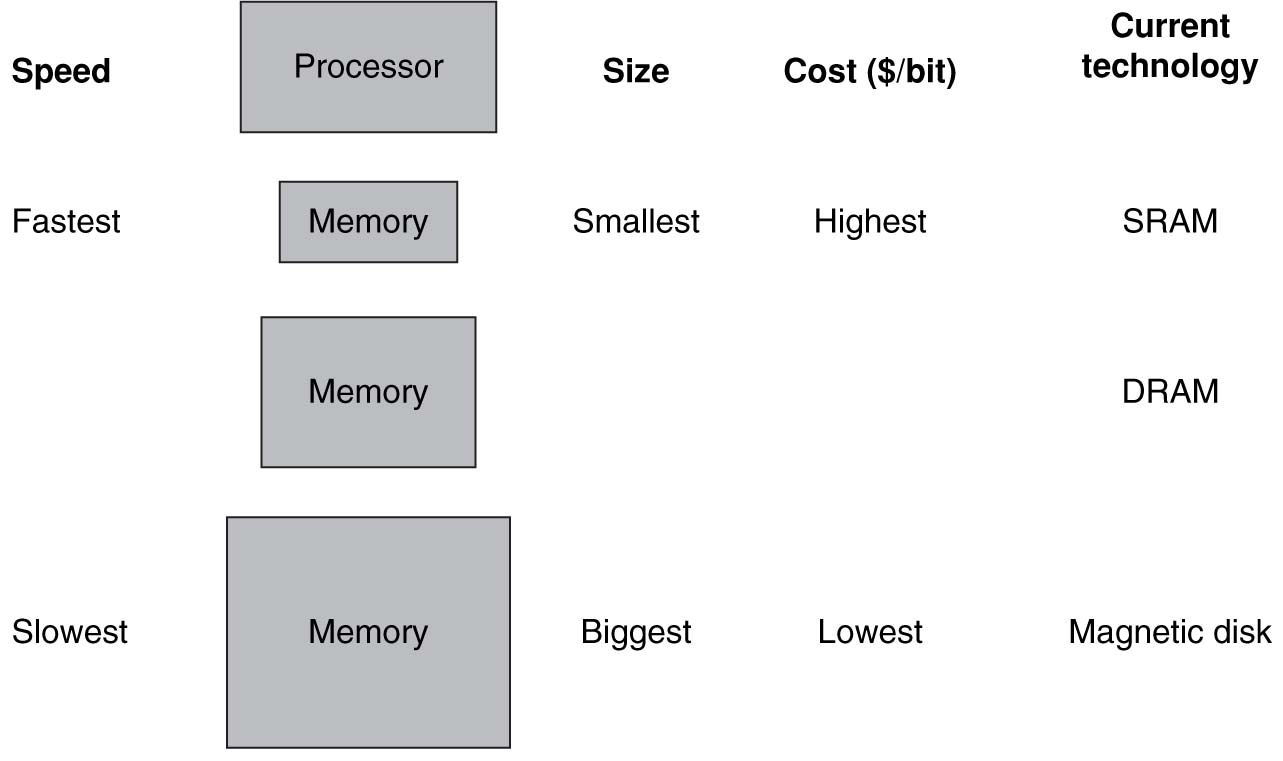 Speed
Processor
Size
Cost ($/bit)
Current
technology
Fastest
Memory
Smallest
Highest
SRAM
Memory
DRAM
Slowest
Memory
Biggest
Lowest
Magnetic disk